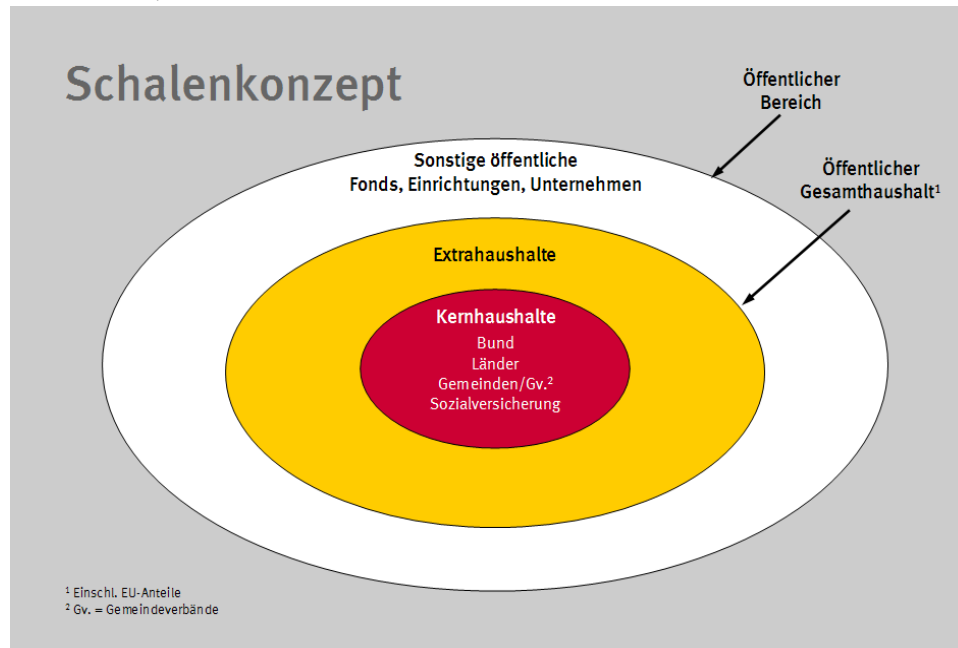 Schalenkonzept
Öffentlicher
Bereich
Öffentlicher
Gesamthaushalt¹
Sonstige öffentliche
Fonds, Einrichtungen, Unternehmen
Extrahaushalte
Kernhaushalte
Bund
Länder
Gemeinden/Gv.²
Sozialversicherung
¹ Einschl. EU-Anteile
² Gv. = Gemeindeverbände